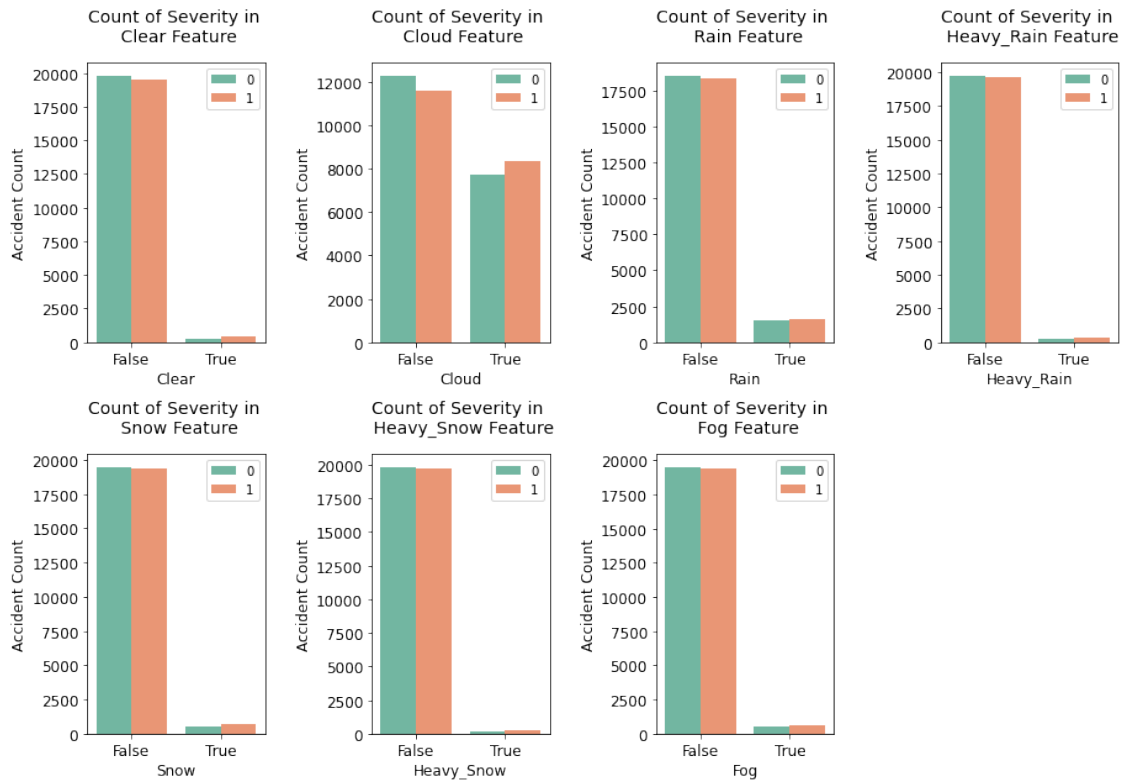 Count of Severity in
Clear Feature
20000
17500
15000
12500
10000
7500
5000
2500
0
Accident Count
False
True
Clear
0
1
Count of Severity in
Cloud Feature
12000
10000
8000
6000
4000
2000
0
Accident Count
False
True
Cloud
0
1
Count of Severity in
Rain Feature
17500
15000
12500
10000
7500
5000
2500
0
Accident Count
False
True
Rain
0
1
Count of Severity in
Heavy_Rain Feature
20000
17500
15000
12500
10000
7500
5000
2500
0
Accident Count
False
True
Heavy_Rain
0
1
Count of Severity in
Snow Feature
20000
17500
15000
12500
10000
7500
5000
2500
0
Accident Count
False
True
Snow
0
1
Count of Severity in
Heavy_Snow Feature
20000
17500
15000
12500
10000
7500
5000
2500
0
Accident Count
False
True
Heavy_Snow
0
1
Count of Severity in
Fog Feature
20000
17500
15000
12500
10000
7500
5000
2500
0
Accident Count
False
True
Fog
0
1